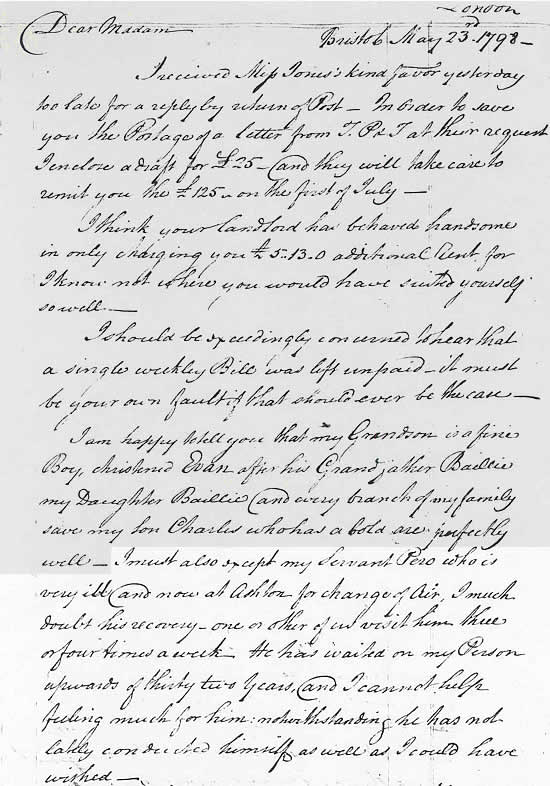 London
Dear Madam
Bristol May 23rd. 1798 -
I received Miss Jones's kind favor yesterday
too late for a reply by return of Post - In order to save
you the Postage of a letter from T. P & T at their request
I enclose a draft for £25 - and they will take care to
remit you the £125 - on the first of July -
I think your landlord has behaved handsome
in only charging you £5-13-0 additional Rent for
I know not where you would have suited yourself
so well -
I should be exceedingly concerned to hear that
a single weekly Bill was left unpaid - it must
be your own fault if that should ever be the case -
I am happy to tell you that my Grandson is a fine
Boy, christened Evan after his Grandfather Baillie
my Daughter Baillie and every branch of my family
save my son Charles who has a cold are perfectly
well - I must also except my Servant Pero who is
very ill and now at Ashton for change of Air, I much
doubt his recovery - one or other of us visit him three
or four times a week - He has waited on my Person
upwards of thirty two Years, and I cannot help
feeling much for him: notwithstanding he has not
lately conducted himself as well as I could have
wished -